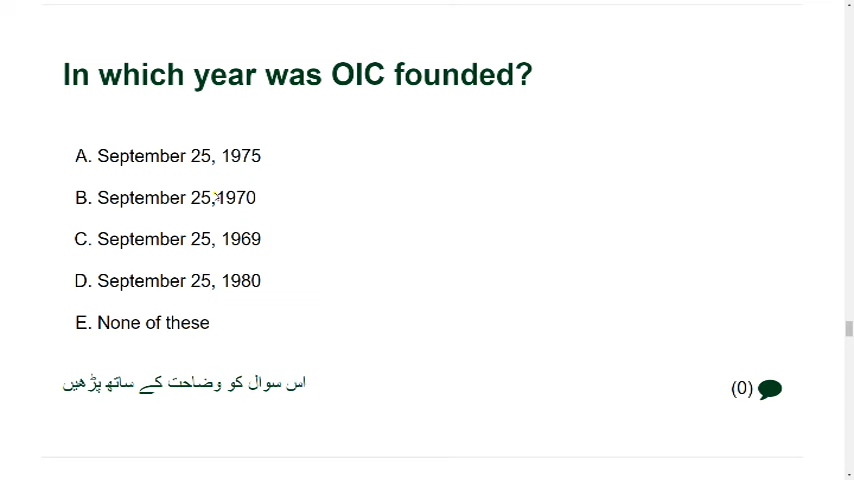 In which year was OIC founded?
A. September 25, 1975
B. September 25,1970
C. September 25, 1969
D. September 25, 1980
E. None of these
اس سوال کو وضاحت کے ساتھ پڑھیں
(0)